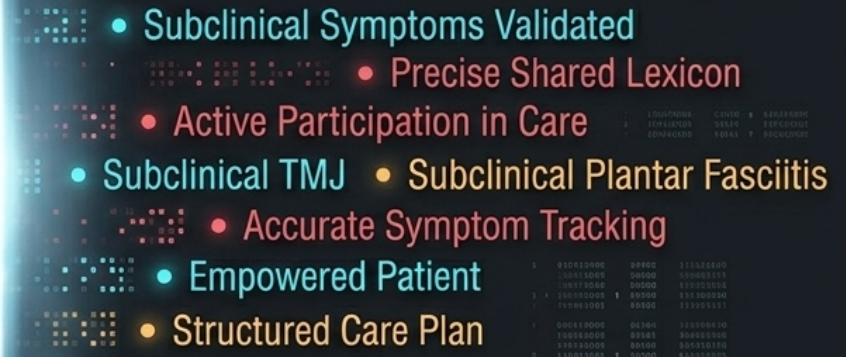 • Subclinical Symptoms Validated
• Precise Shared Lexicon
• Active Participation in Care
• Subclinical TMJ • Subclinical Plantar Fasciitis
• Accurate Symptom Tracking
• Empowered Patient
• Structured Care Plan